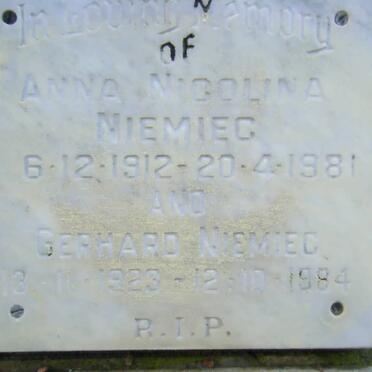 In Loving Memory
OF
ANNA NICOLINA
NIEMIEC
6-12-1912-20-4-1981
AND
GERHARD NIEMIEC
13-11-1923-12-10-1984
R.I.P.